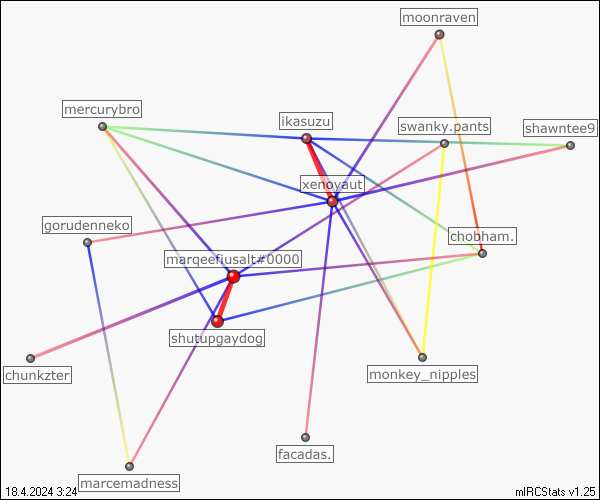 moonraven
mercurybro
ikasuzu
swanky.pants
shawntee9
xenoyaut
gorudenneko
chobham.
marqeefiusalt#0000
shutupgaydog
chunkzter
monkey_nipples
facadas.
marcemadness
18.4.2024 3:24
mIRCStats v1.25